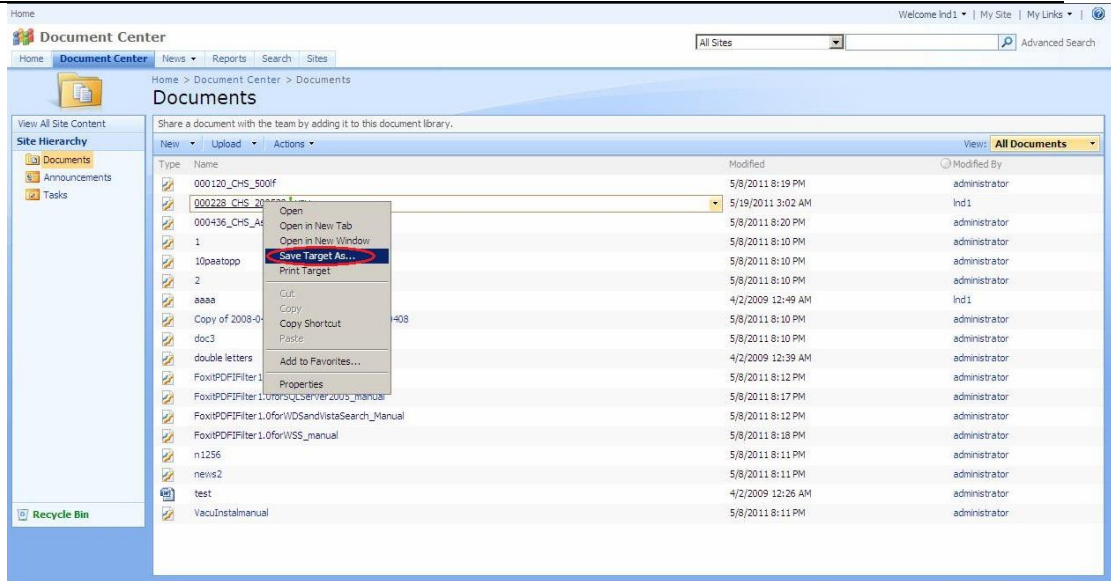 Home Welcome lnd1 | My Site | My Links |
Document Center All Sites Advanced Search
Home Document Center News Reports Search Sites
Home > Document Center > Documents
Documents
View All Site Content Share a document with the team by adding it to this document library.
Site Hierarchy New Upload Actions View: All Documents
Documents Type Name Modified Modified By
Announcements 000120_CHS_500lf 5/8/2011 8:19 PM administrator
Tasks 000228_CHS 5/19/2011 3:02 AM lnd1
Open
000436_CHS_As 5/8/2011 8:20 PM administrator
Open in New Tab
1 Open in New Window 5/8/2011 8:10 PM administrator
Save Target As...
10paatopp 5/8/2011 8:10 PM administrator
Print Target
2 5/8/2011 8:10 PM administrator
Cut
aaaa 4/2/2009 12:49 AM lnd1
Copy
Copy of 2008-0 0408 5/8/2011 8:10 PM administrator
Copy Shortcut
doc3 Paste 5/8/2011 8:10 PM administrator
double letters Add to Favorites... 4/2/2009 12:39 AM administrator
FoxitPDFIFilter1 5/8/2011 8:12 PM administrator
Properties
FoxitPDFIFilter1.0forSQLServer2005_manual 5/8/2011 8:17 PM administrator
FoxitPDFIFilter1.0forWDSandVistaSearch_Manual 5/8/2011 8:12 PM administrator
FoxitPDFIFilter1.0forWSS_manual 5/8/2011 8:18 PM administrator
n1256 5/8/2011 8:11 PM administrator
news2 5/8/2011 8:11 PM administrator
test 4/2/2009 12:26 AM administrator
Recycle Bin VacuInstalmanual 5/8/2011 8:11 PM administrator